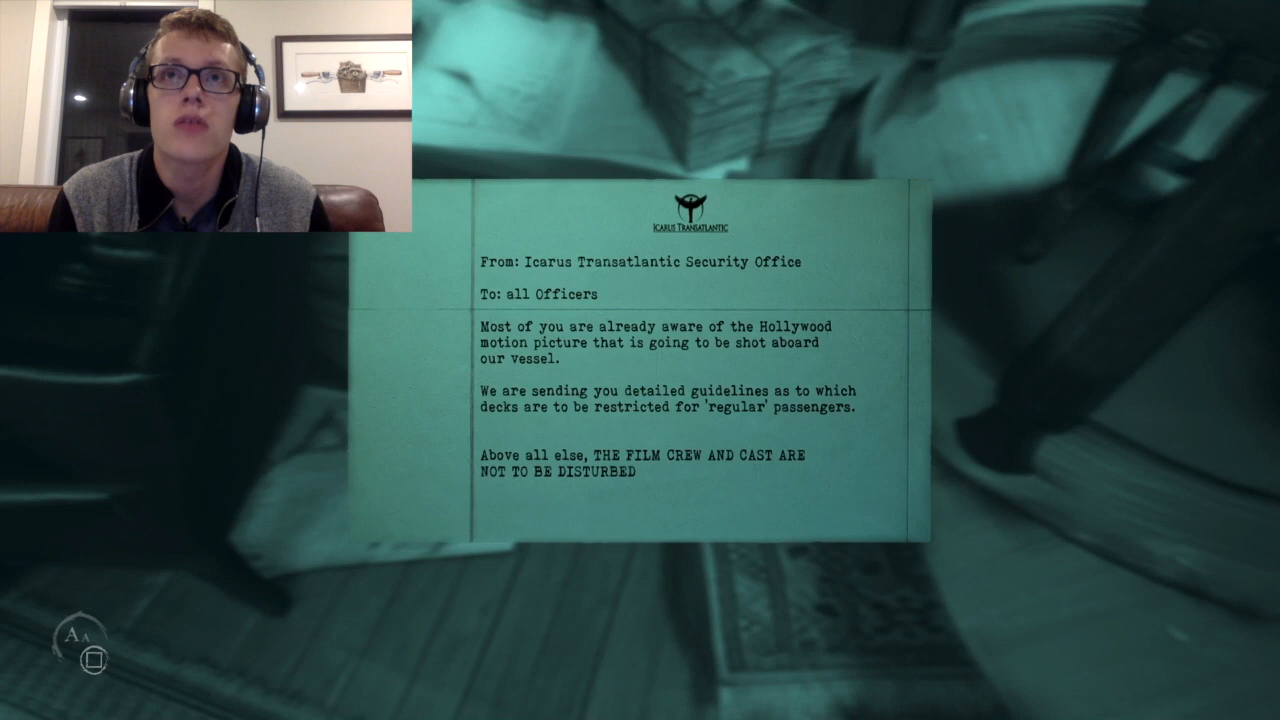 ICARUS TRANSATLANTIC
From: Icarus Transatlantic Security Office
To: all Officers
Most of you are already aware of the Hollywood
motion picture that is going to be shot aboard
our vessel.
We are sending you detailed guidelines as to which
decks are to be restricted for 'regular' passengers.
Above all else, THE FILM CREW AND CAST ARE
NOT TO BE DISTURBED
A A